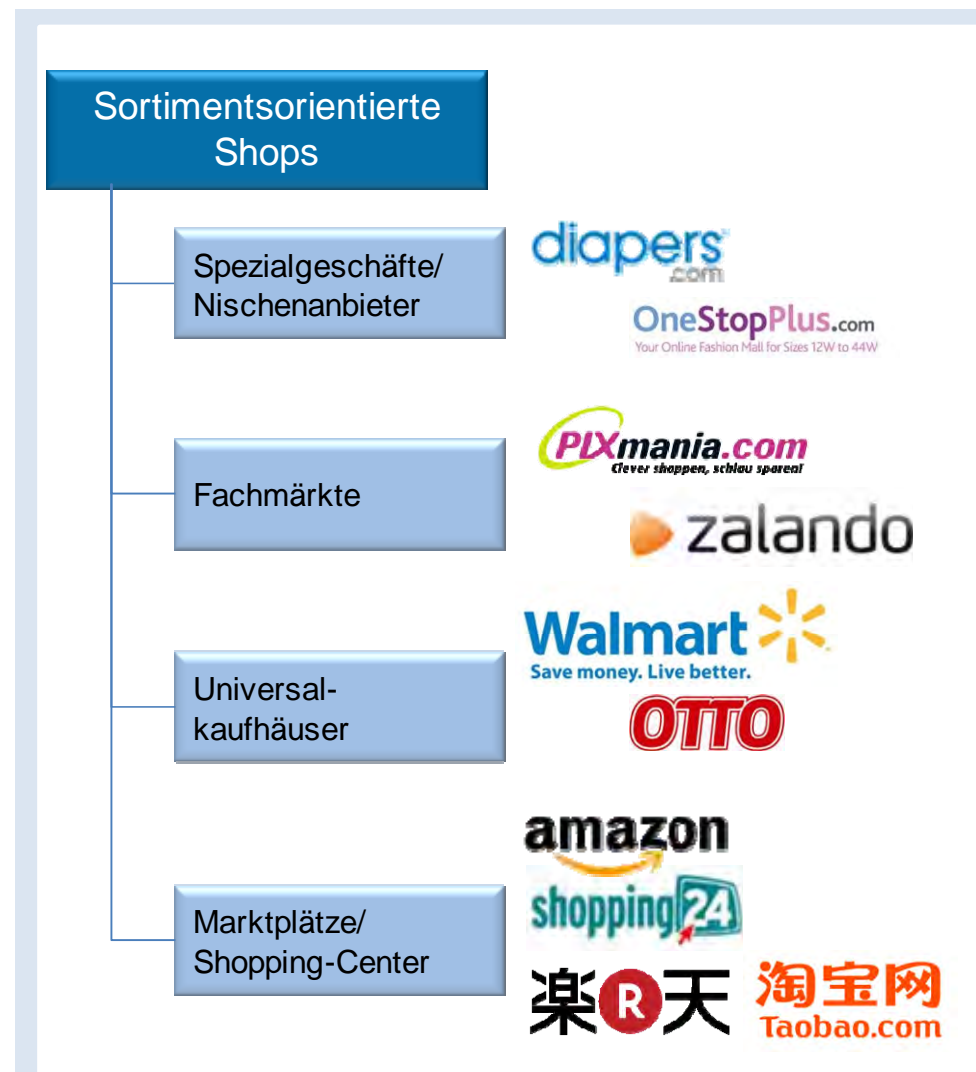 Sortimentsorientierte
Shops
Spezialgeschäfte/
Nischenanbieter
diapers
.com
OneStopPlus.com
Your Online Fashion Mall for Sizes 12W to 44W
Fachmärkte
PIXmania.com
Clever shoppen, schlau sparen!
zalando
Universal-
kaufhäuser
Walmart
Save money. Live better.
OTTO
Marktplätze/
Shopping-Center
amazon
shopping24
楽R天
淘宝网
Taobao.com